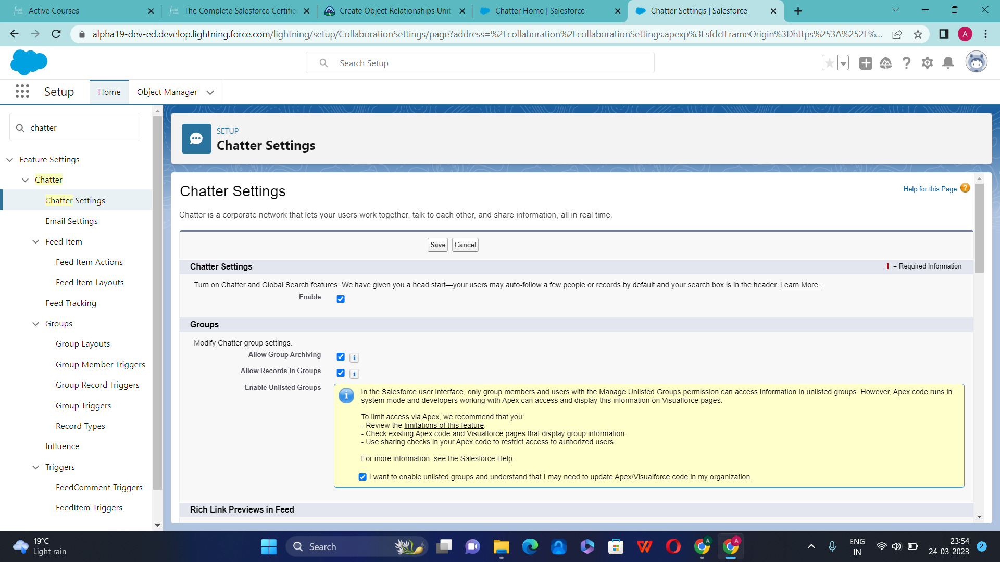 Active Courses
The Complete Salesforce Certifie
Create Object Relationships Unit
Chatter Home | Salesforce
Chatter Settings | Salesforce
alpha19-dev-ed.develop.lightning.force.com/lightning/setup/CollaborationSettings/page?address=%2Fcollaboration%2FcollaborationSettings.apexp%3FsfdcIFrameOrigin%3Dhttps%253A%252F%...
A
Search Setup
Setup
Home
Object Manager
chatter
Feature Settings
Chatter
Chatter Settings
Email Settings
Feed Item
Feed Item Actions
Feed Item Layouts
Feed Tracking
Groups
Group Layouts
Group Member Triggers
Group Record Triggers
Group Triggers
Record Types
Influence
Triggers
FeedComment Triggers
FeedItem Triggers
SETUP
Chatter Settings
Chatter Settings
Help for this Page
Chatter is a corporate network that lets your users work together, talk to each other, and share information, all in real time.
Save Cancel
Chatter Settings
= Required Information
Turn on Chatter and Global Search features. We have given you a head start—your users may auto-follow a few people or records by default and your search box is in the header. Learn More...
Enable
Groups
Modify Chatter group settings.
Allow Group Archiving
Allow Records in Groups
Enable Unlisted Groups
In the Salesforce user interface, only group members and users with the Manage Unlisted Groups permission can access information in unlisted groups. However, Apex code runs in
system mode and developers working with Apex can access and display this information on Visualforce pages.
To limit access via Apex, we recommend that you:
- Review the limitations of this feature.
- Check existing Apex code and Visualforce pages that display group information.
- Use sharing checks in your Apex code to restrict access to authorized users.
For more information, see the Salesforce Help.
I want to enable unlisted groups and understand that I may need to update Apex/Visualforce code in my organization.
Rich Link Previews in Feed
19°C
Light rain
Search
A
A
ENG
IN
23:54
24-03-2023
2